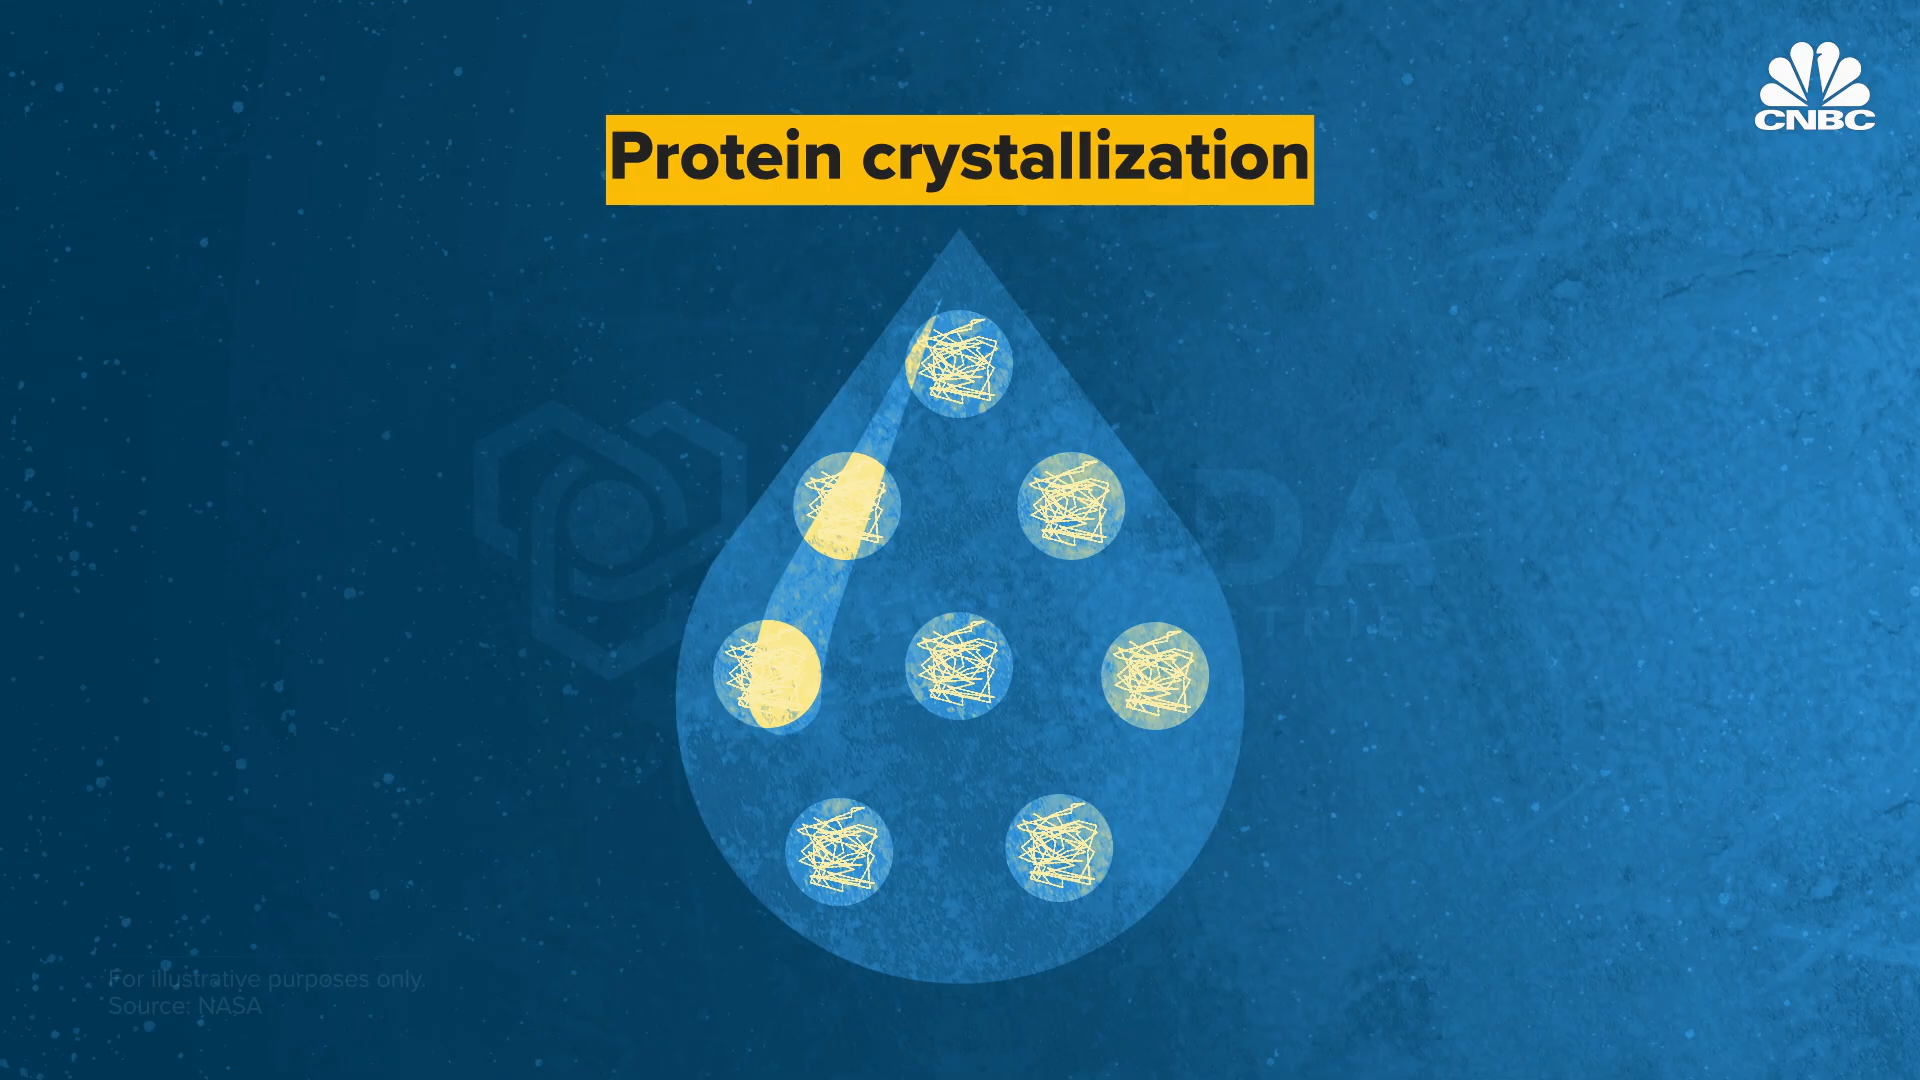 CNBC
Protein crystallization
For illustrative purposes only.
Source: NASA